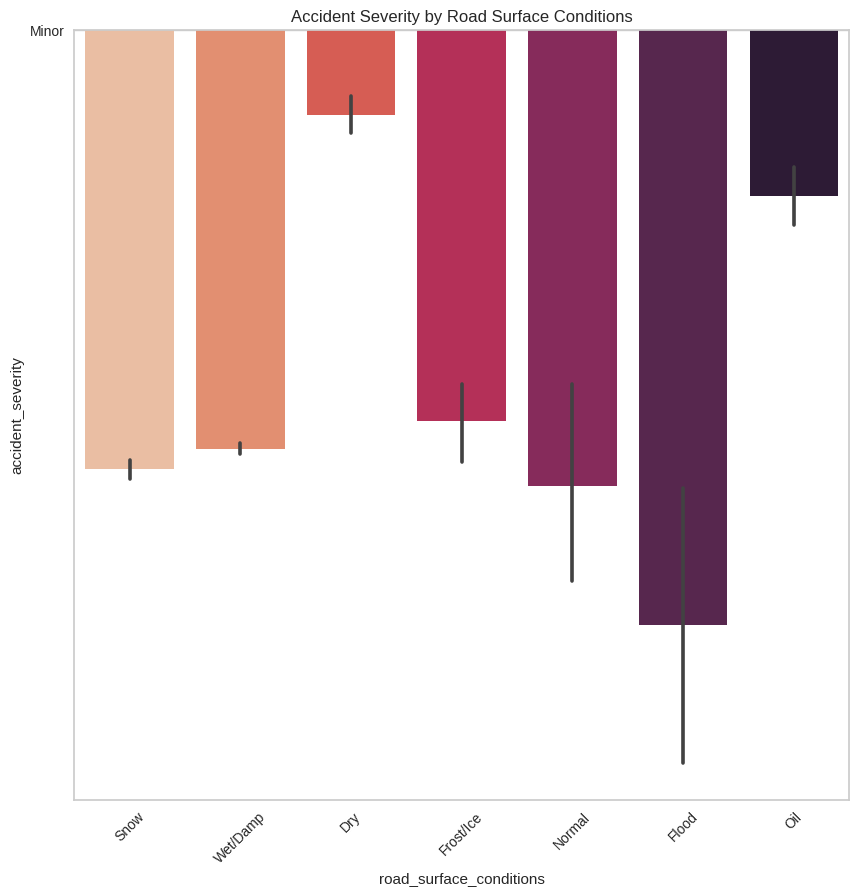 Accident Severity by Road Surface Conditions
Minor
accident_severity
Snow
Wet/Damp
Dry
Frost/Ice
Normal
Flood
Oil
road_surface_conditions